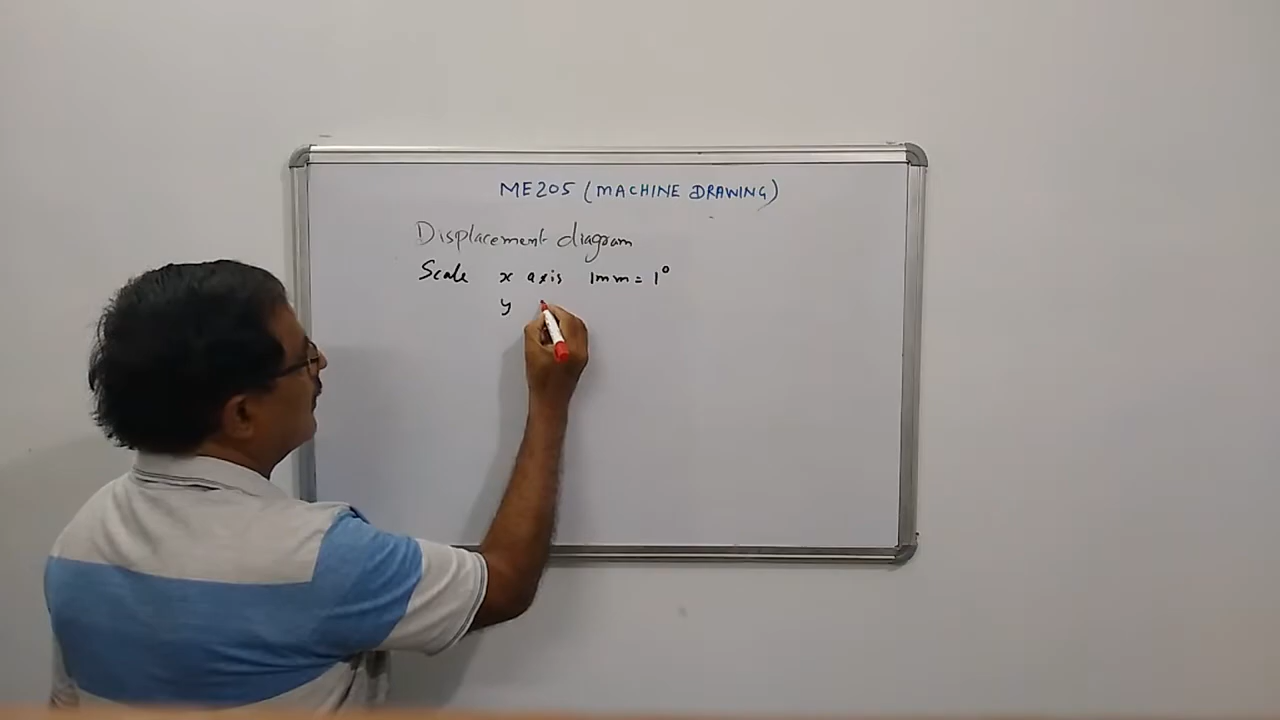 ME205 (MACHINE DRAWING)
Displacement diagram
Scale x axis 1mm = 1°
y